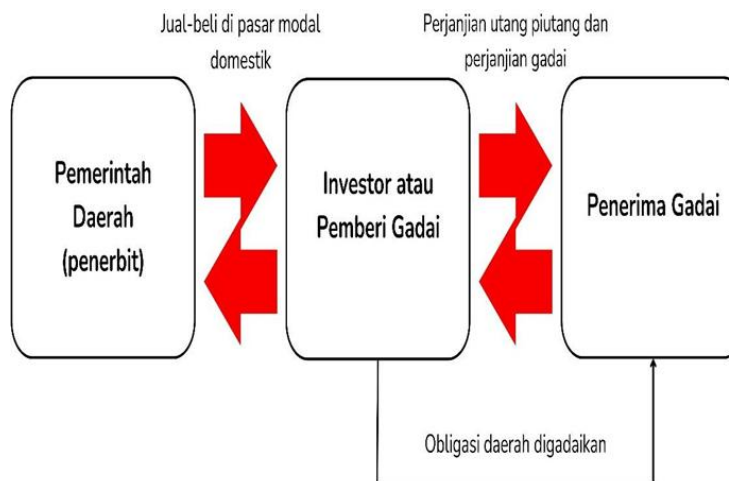 Jual-beli di pasar modal
domestik
Perjanjian utang piutang dan
perjanjian gadai
Pemerintah
Daerah
(penerbit)
Investor atau
Pemberi Gadai
Penerima Gadai
Obligasi daerah digadaikan